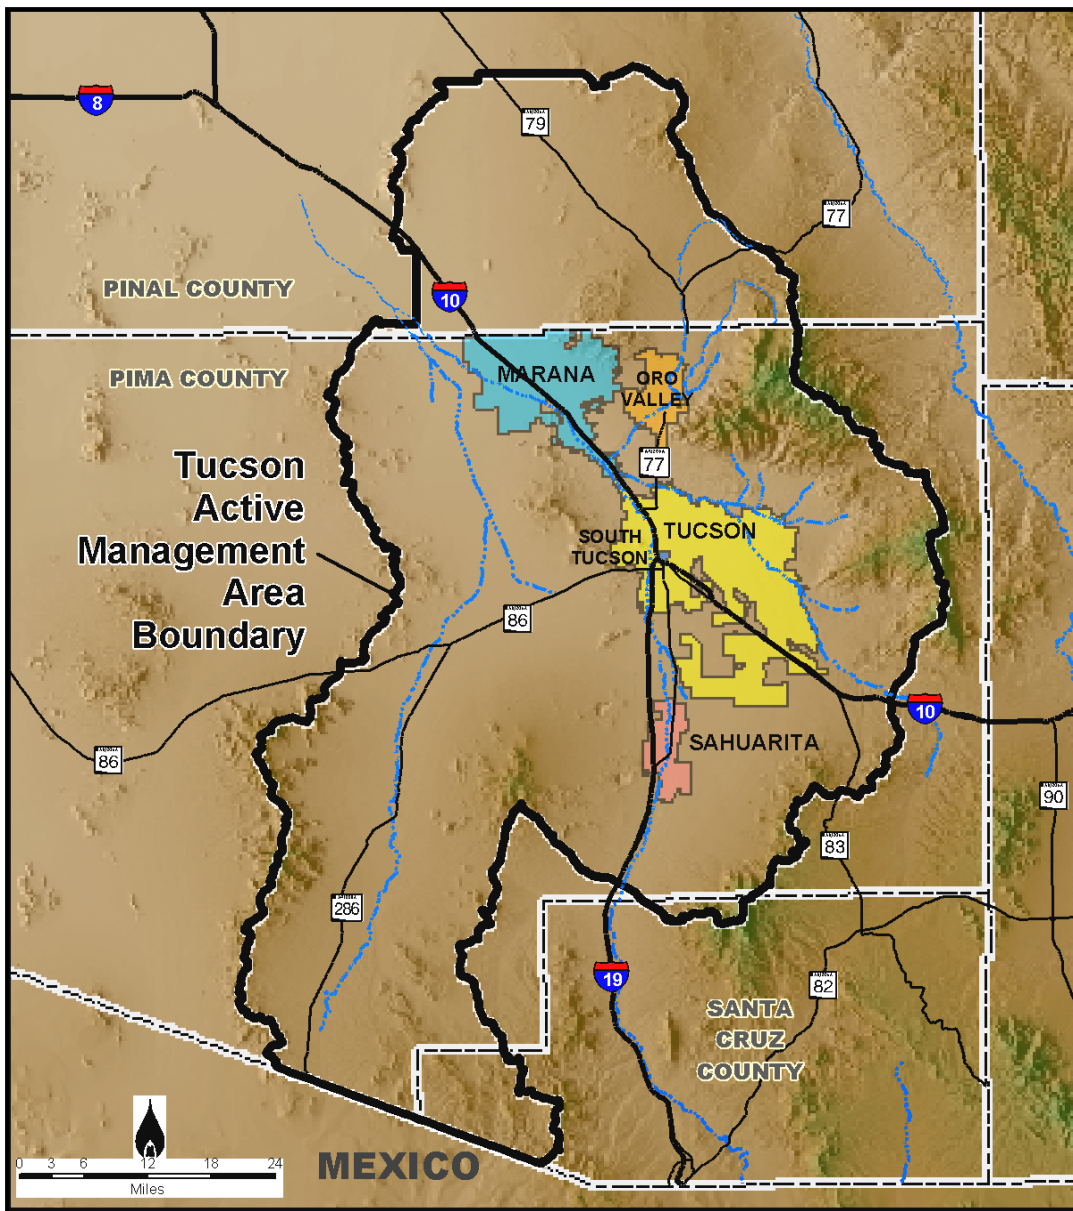 8
79
77
PINAL COUNTY
10
PIMA COUNTY
MARANA
ORO
VALLEY
77
Tucson
Active
Management
Area
Boundary
SOUTH
TUCSON
TUCSON
86
86
10
SAHUARITA
90
83
286
19
82
SANTA
CRUZ
COUNTY
MEXICO
0 3 6 12 18 24
Miles